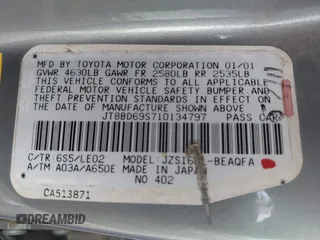 MFD BY TOYOTA MOTOR CORPORATION 01/01
GVWR 4630LB GAWR FR 2580LB RR 2535LB
THIS VEHICLE CONFORMS TO ALL APPLICABLE
FEDERAL MOTOR VEHICLE SAFETY, BUMPER AND
THEFT PREVENTION STANDARDS IN EFFECT ON
THE DATE OF MANUFACTURE SHOWN ABOVE.
JT8BD69S710134797 PASS CAR
C/TR: 6S5/LE02 MODEL: BEAQFA
A/TM A03A/A650E MADE IN JAPAN
NO 402
CA513871
DREAMBID